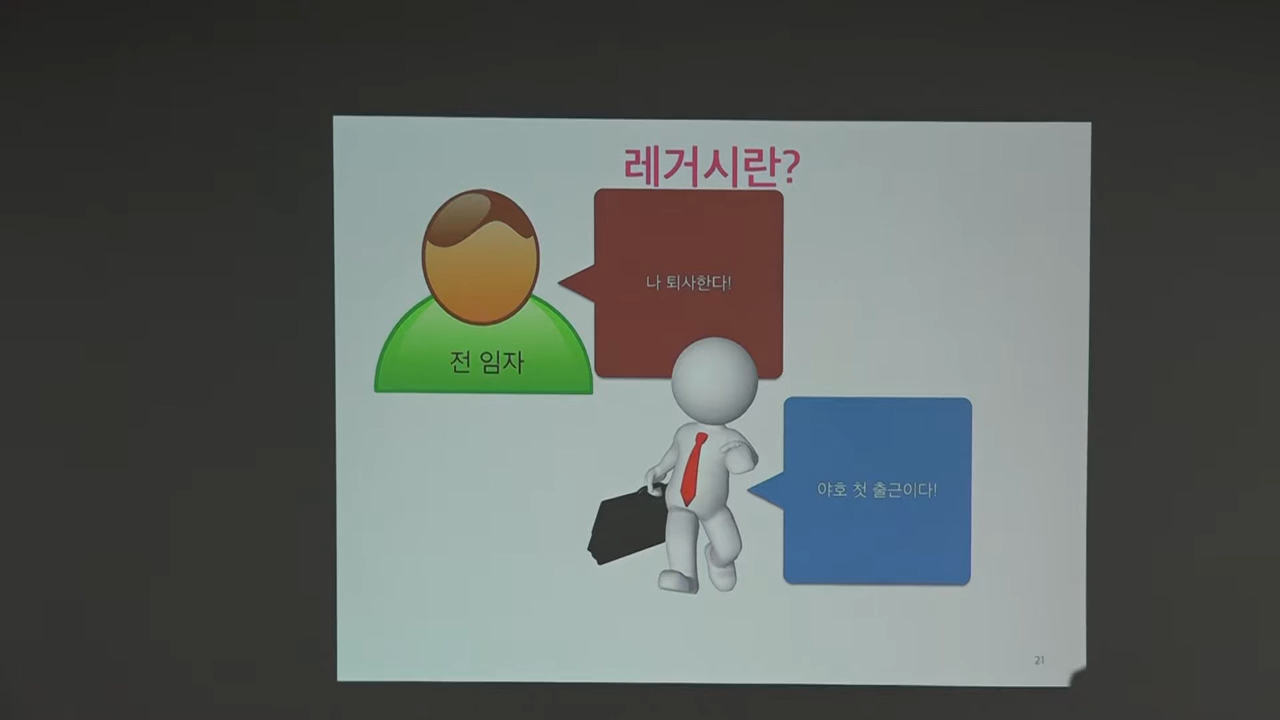 레거시란?
나 퇴사한다!
전 임자
야호 첫 출근이다!
21